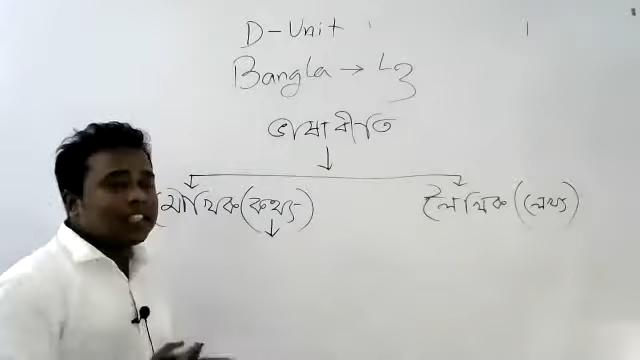 D-Unit
Bangla → L3
ভাষারীতি
মৌখিক (কথ্য) লৈখিক (লেখ্য)